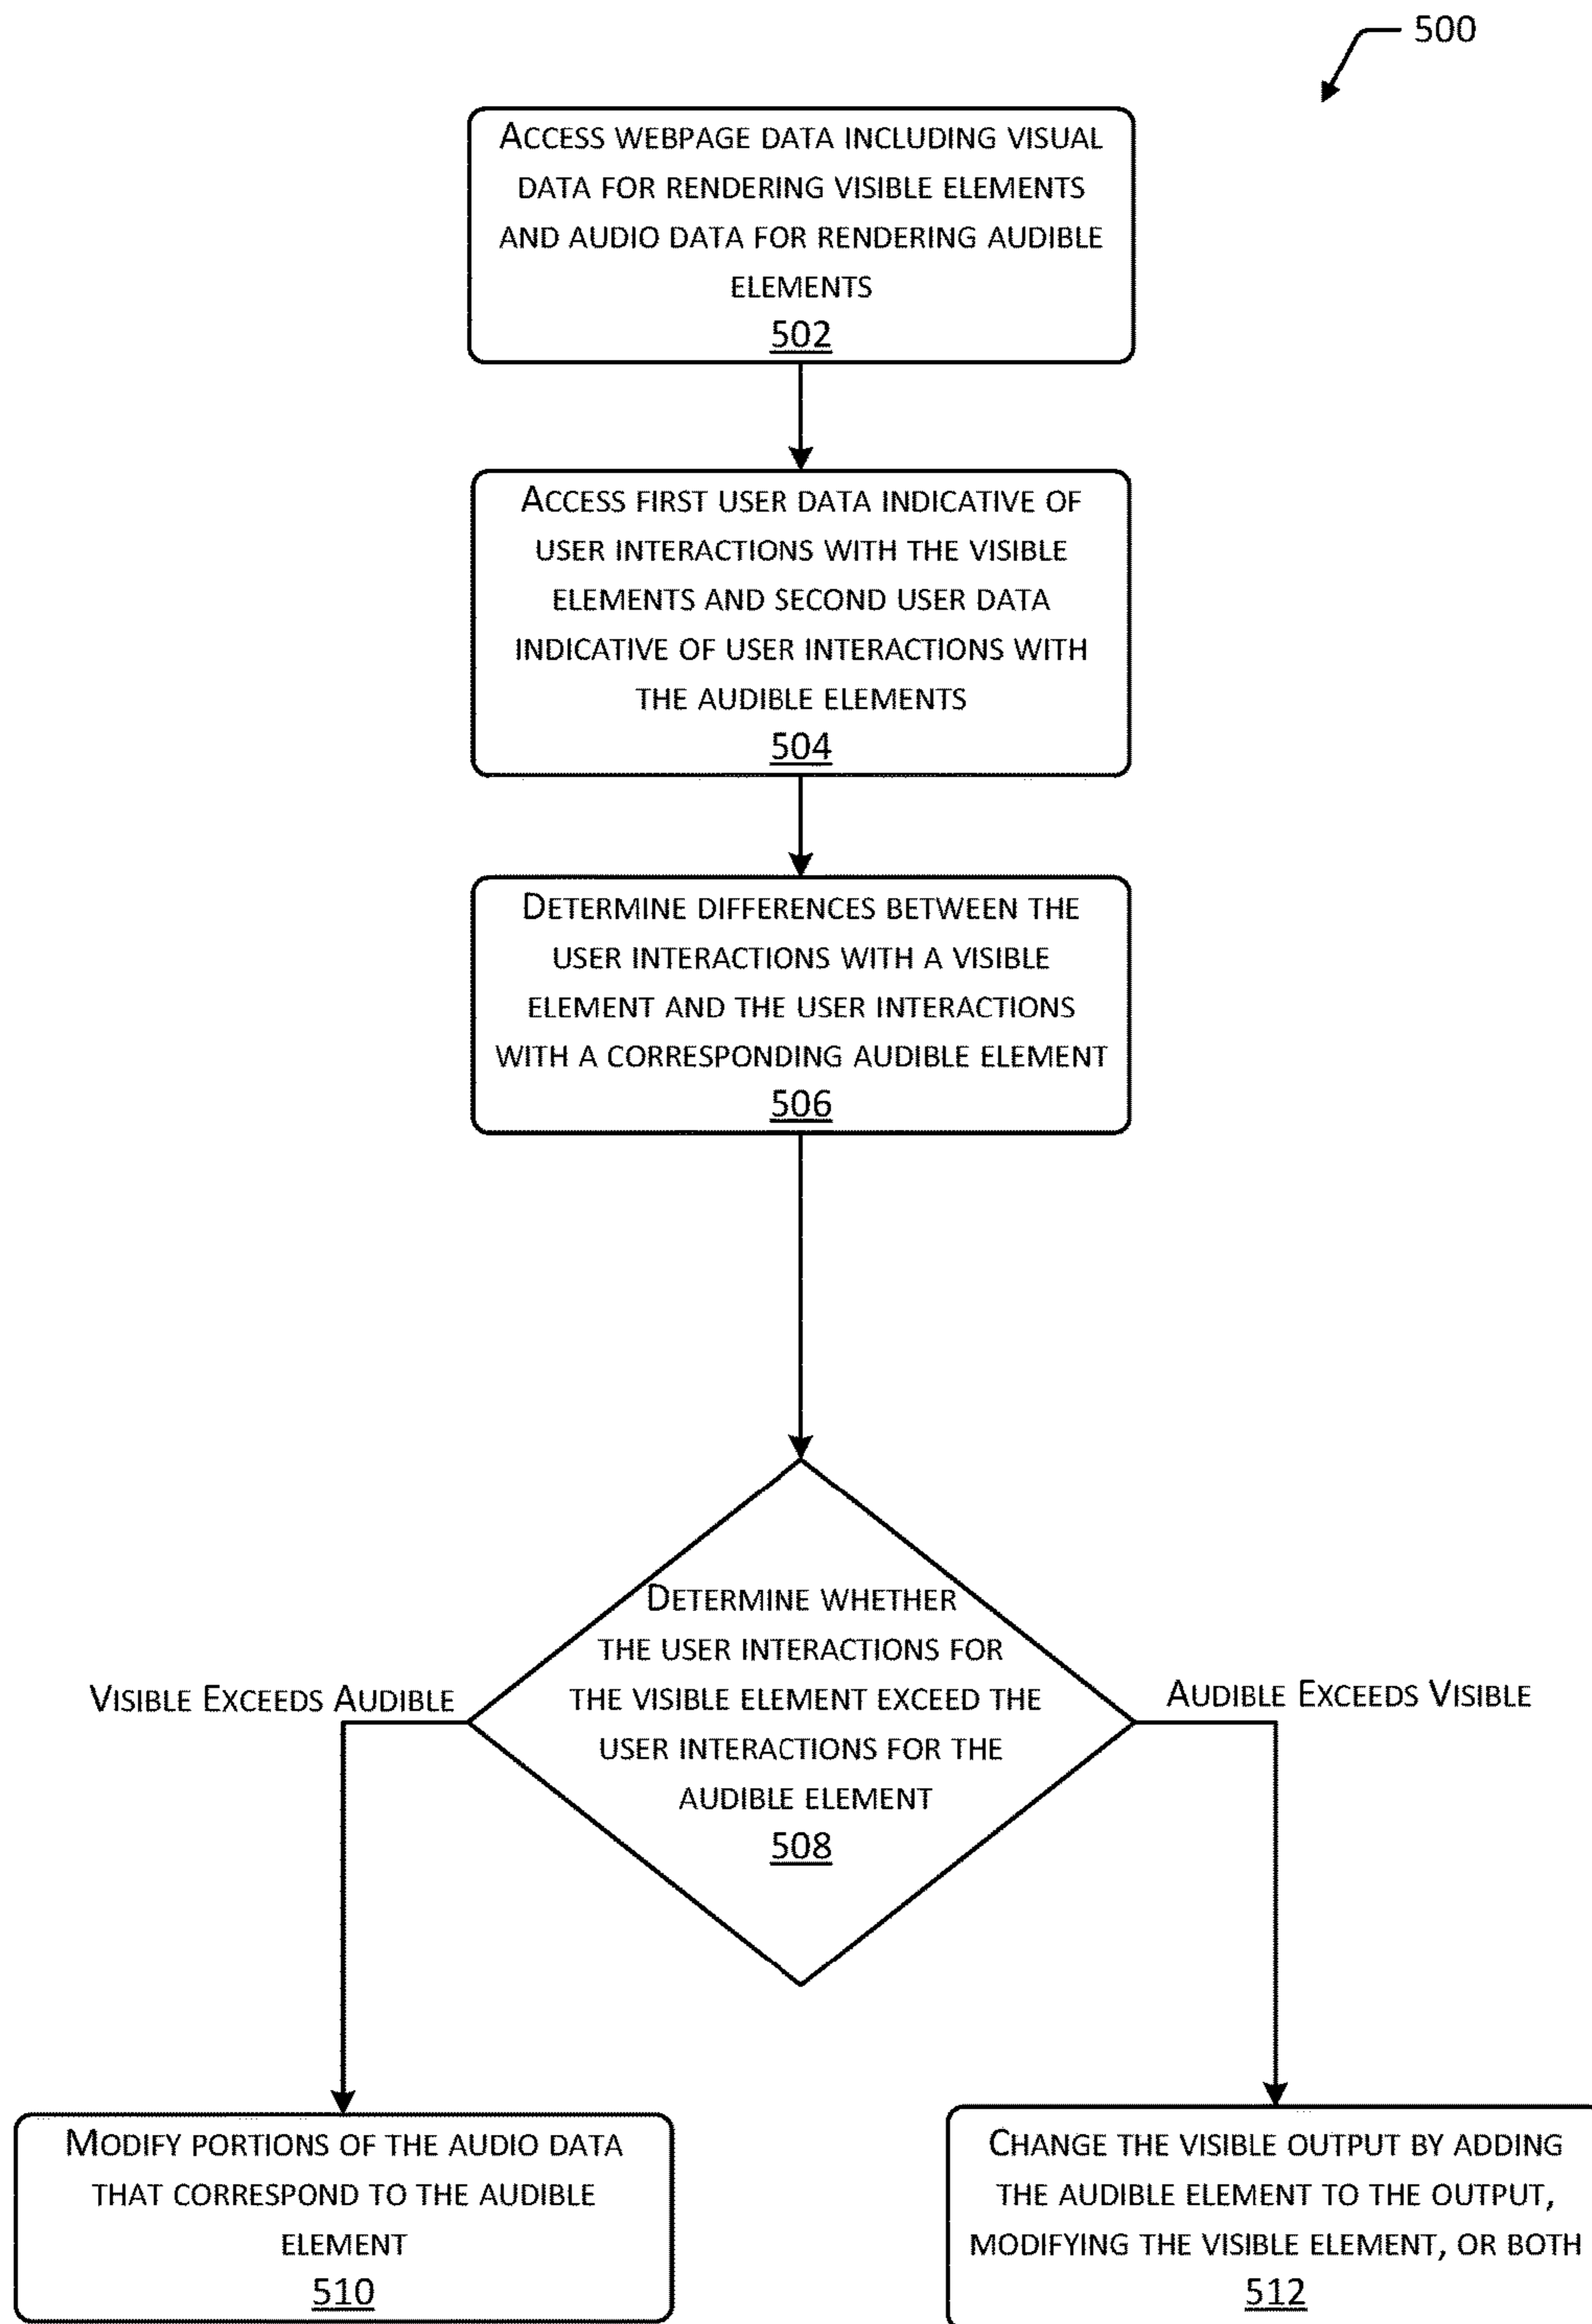 500
ACCESS WEBPAGE DATA INCLUDING VISUAL
DATA FOR RENDERING VISIBLE ELEMENTS
AND AUDIO DATA FOR RENDERING AUDIBLE
ELEMENTS
502
ACCESS FIRST USER DATA INDICATIVE OF
USER INTERACTIONS WITH THE VISIBLE
ELEMENTS AND SECOND USER DATA
INDICATIVE OF USER INTERACTIONS WITH
THE AUDIBLE ELEMENTS
504
DETERMINE DIFFERENCES BETWEEN THE
USER INTERACTIONS WITH A VISIBLE
ELEMENT AND THE USER INTERACTIONS
WITH A CORRESPONDING AUDIBLE ELEMENT
506
DETERMINE WHETHER
THE USER INTERACTIONS FOR
THE VISIBLE ELEMENT EXCEED THE
USER INTERACTIONS FOR THE
AUDIBLE ELEMENT
508
VISIBLE EXCEEDS AUDIBLE
AUDIBLE EXCEEDS VISIBLE
MODIFY PORTIONS OF THE AUDIO DATA
THAT CORRESPOND TO THE AUDIBLE
ELEMENT
510
CHANGE THE VISIBLE OUTPUT BY ADDING
THE AUDIBLE ELEMENT TO THE OUTPUT,
MODIFYING THE VISIBLE ELEMENT, OR BOTH
512